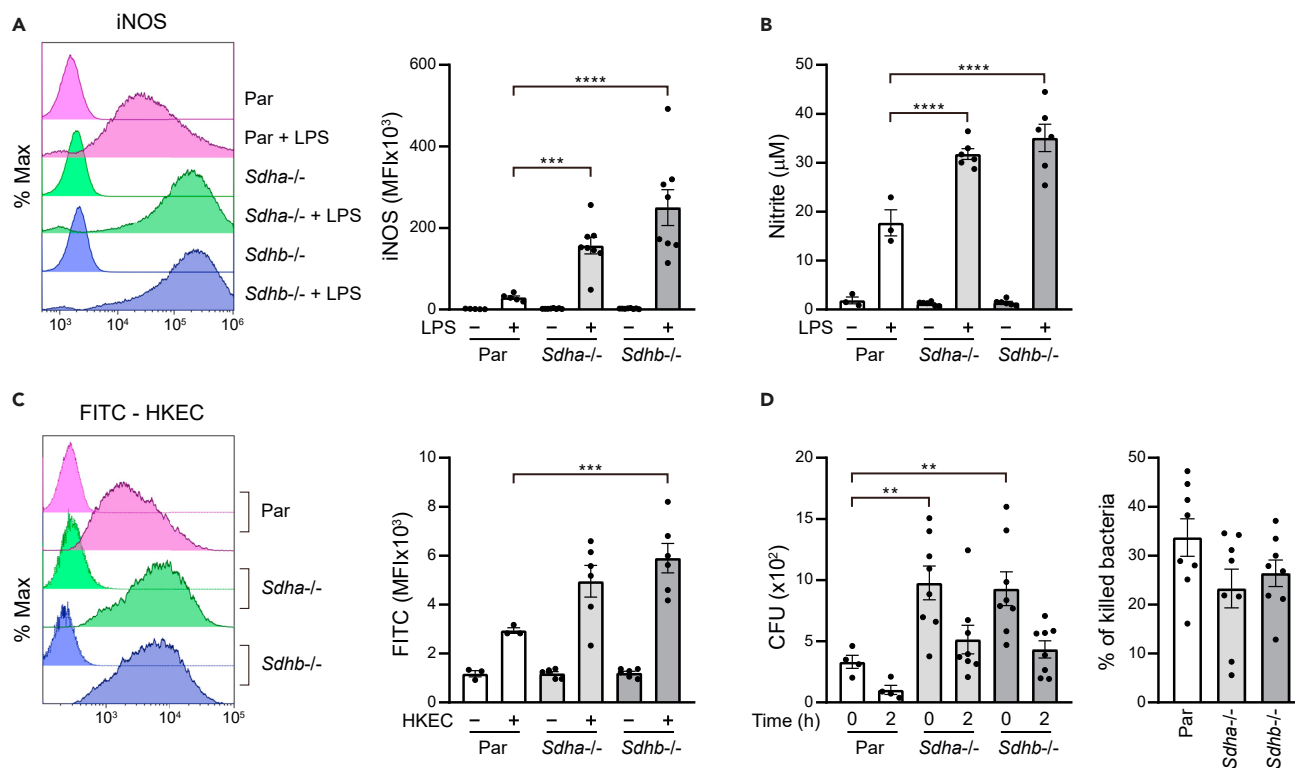 A
iNOS
% Max
Par
Par + LPS
Sdha-/-
Sdha-/- + LPS
Sdhb-/-
Sdhb-/- + LPS
10³ 10⁴ 10⁵ 10⁶
iNOS (MFIx10³)
600
400
200
0
****
***
LPS − + − + − +
Par Sdha-/- Sdhb-/-
B
Nitrite (µM)
50
40
30
20
10
0
****
****
LPS − + − + − +
Par Sdha-/- Sdhb-/-
C
FITC - HKEC
% Max
Par
Sdha-/-
Sdhb-/-
10³ 10⁴ 10⁵
FITC (MFIx10³)
10
8
6
4
2
0
***
HKEC − + − + − +
Par Sdha-/- Sdhb-/-
D
CFU (x10²)
20
15
10
5
0
**
**
Time (h) 0 2 0 2 0 2
Par Sdha-/- Sdhb-/-
% of killed bacteria
50
40
30
20
10
0
Par
Sdha-/-
Sdhb-/-